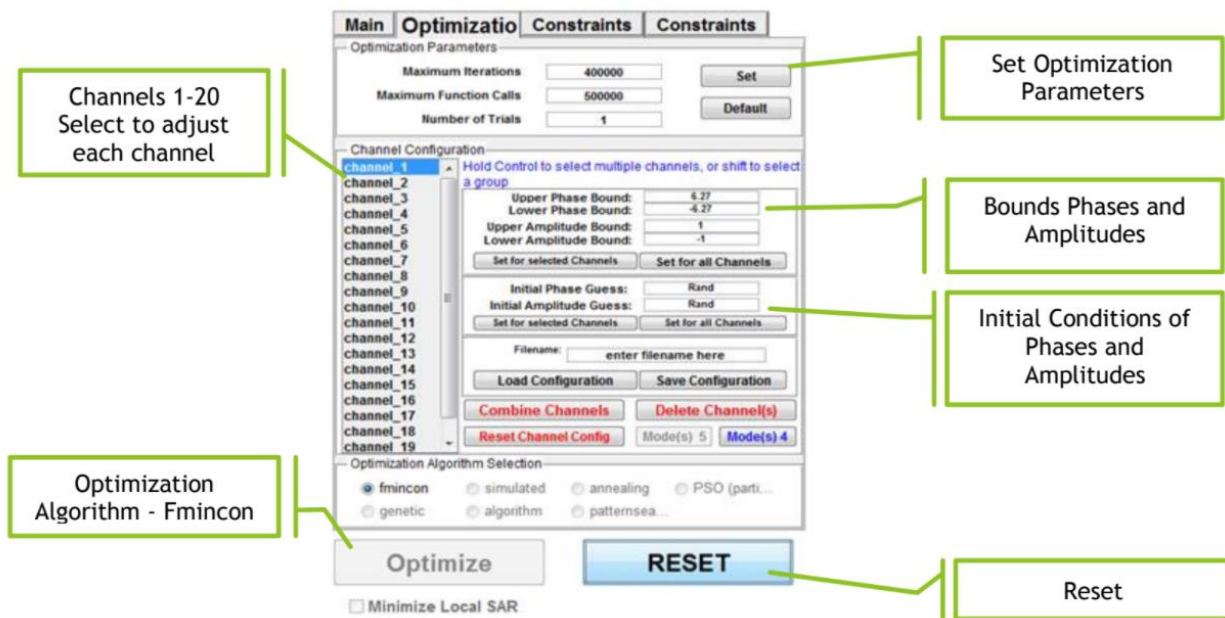 Main Optimizatio Constraints Constraints
Optimization Parameters
Maximum Iterations 400000 Set
Maximum Function Calls 500000 Default
Number of Trials 1
Set Optimization
Parameters
Channels 1-20
Select to adjust
each channel
Channel Configuration
channel_1
channel_2
channel_3
channel_4
channel_5
channel_6
channel_7
channel_8
channel_9
channel_10
channel_11
channel_12
channel_13
channel_14
channel_15
channel_16
channel_17
channel_18
channel_19
Hold Control to select multiple channels, or shift to select
a group
Upper Phase Bound: 6.27
Lower Phase Bound: -6.27
Upper Amplitude Bound: 1
Lower Amplitude Bound: -1
Set for selected Channels Set for all Channels
Bounds Phases and
Amplitudes
Initial Phase Guess: Rand
Initial Amplitude Guess: Rand
Set for selected Channels Set for all Channels
Initial Conditions of
Phases and
Amplitudes
Filename: enter filename here
Load Configuration Save Configuration
Combine Channels Delete Channel(s)
Reset Channel Config Mode(s) 5 Mode(s) 4
Optimization Algorithm Selection
fmincon simulated annealing PSO (parti...
genetic algorithm patternsea...
Optimization
Algorithm - Fmincon
Optimize RESET
Reset
Minimize Local SAR